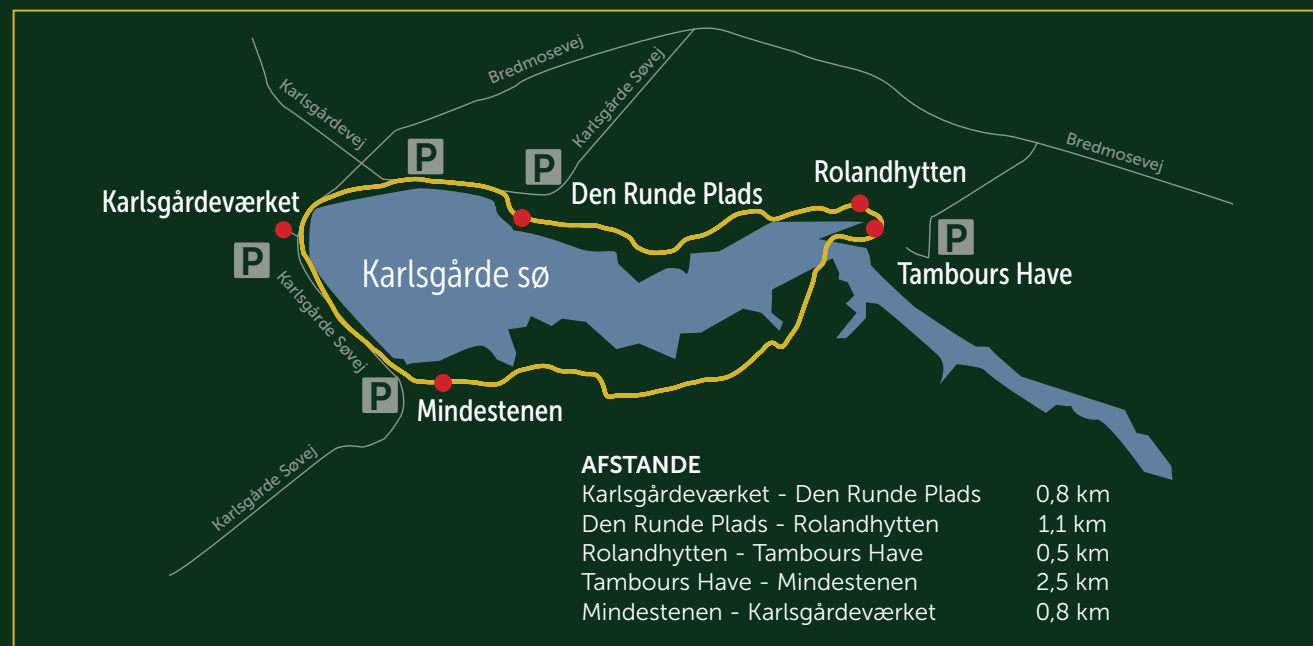 Bredmosevej
Karlsgårde Søvej
Karlsgårdevej
P
P
Bredmosevej
Rolandhytten
Den Runde Plads
Karlsgårdeværket
P
P
Karlsgårde sø
Tambours Have
Karlsgårde Søvej
P
Mindestenen
Karlsgårde Søvej
AFSTANDE
Karlsgårdeværket - Den Runde Plads 0,8 km
Den Runde Plads - Rolandhytten 1,1 km
Rolandhytten - Tambours Have 0,5 km
Tambours Have - Mindestenen 2,5 km
Mindestenen - Karlsgårdeværket 0,8 km